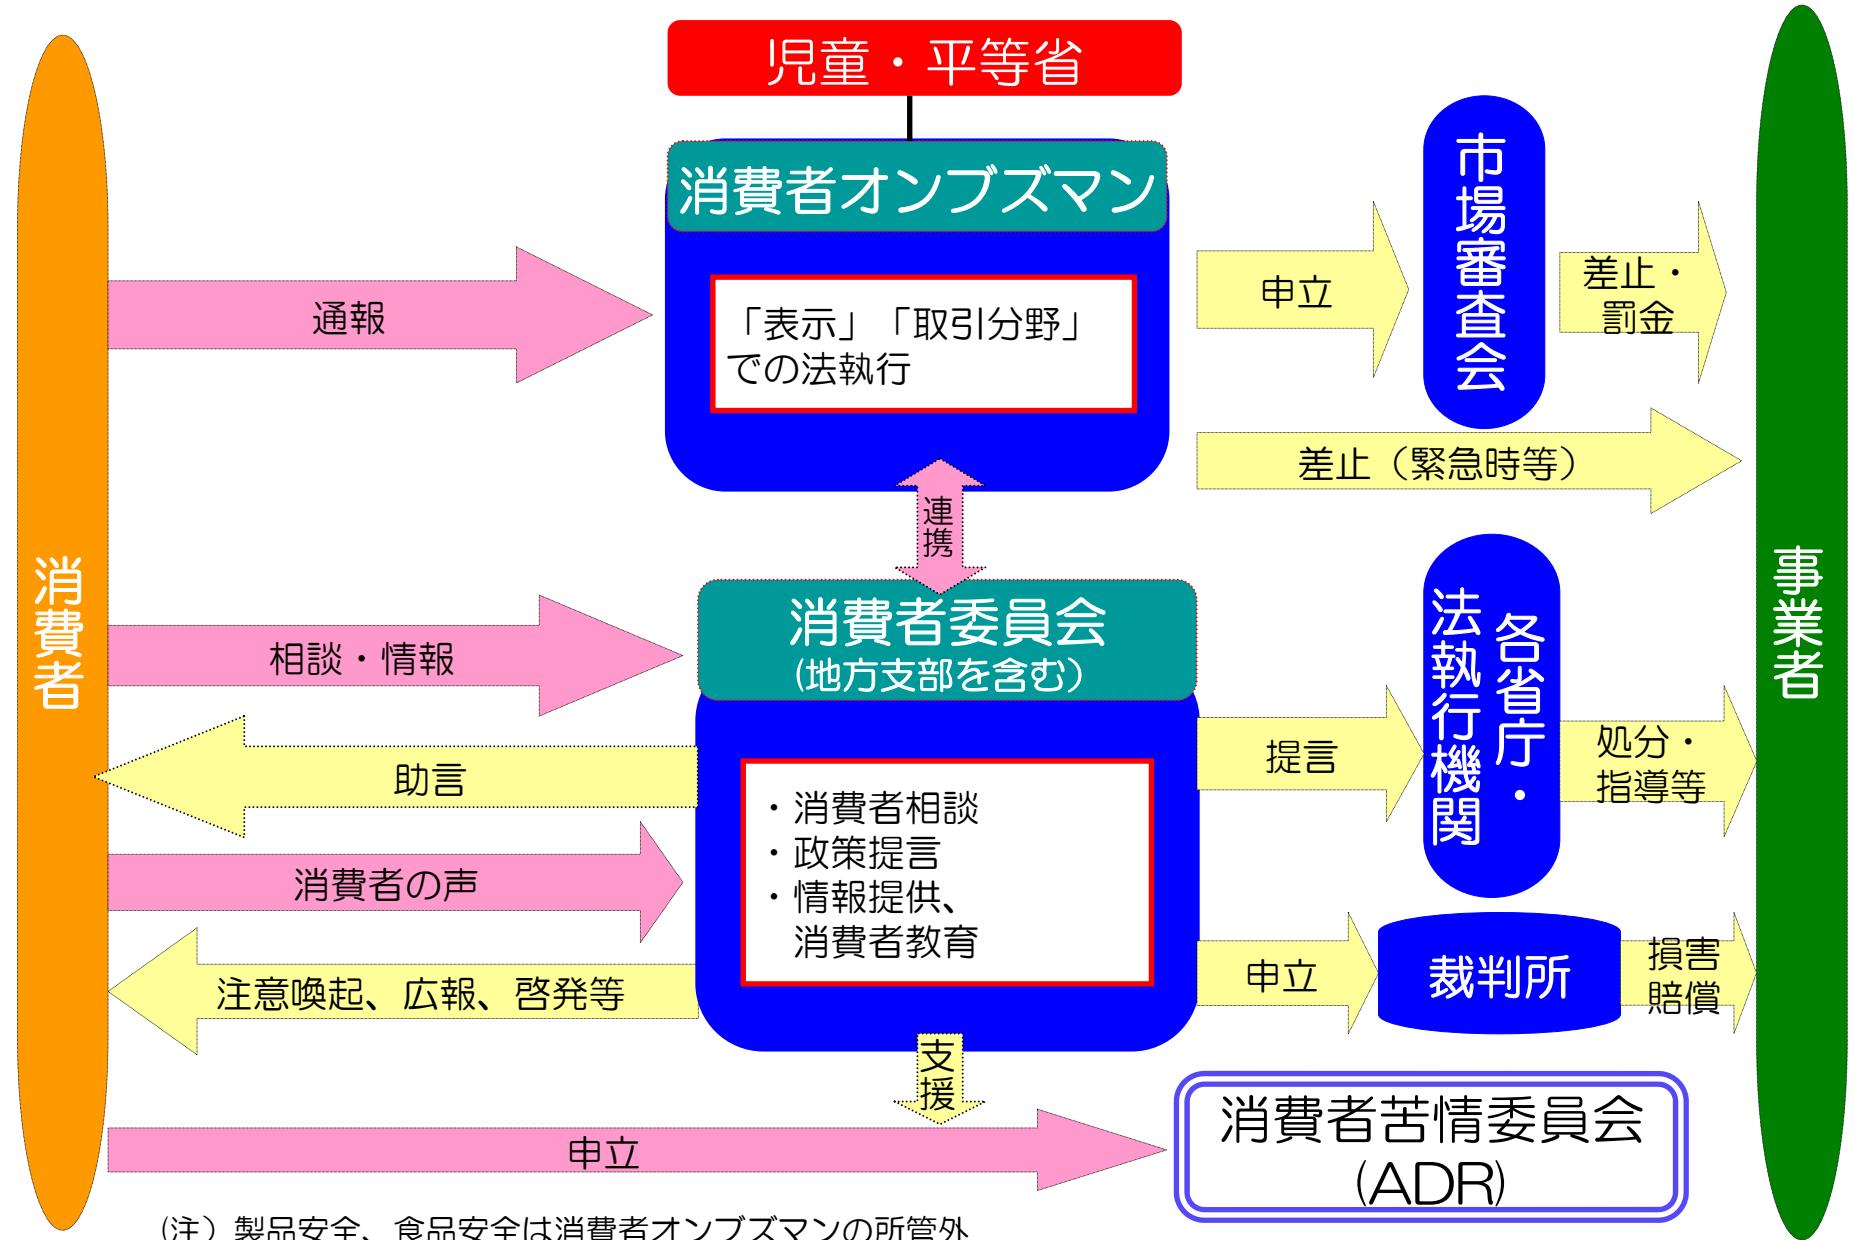 児童・平等省
消費者オンブズマン
「表示」「取引分野」
での法執行
通報
申立
市場審査会
差止・
罰金
差止（緊急時等）
連携
消費者
事業者
消費者委員会
(地方支部を含む）
相談・情報
助言
消費者の声
注意喚起、広報、啓発等
・消費者相談
・政策提言
・情報提供、
消費者教育
提言
各省庁・
法執行機関
処分・
指導等
申立
裁判所
損害
賠償
支援
申立
消費者苦情委員会
(ADR)
(注）製品安全、食品安全は消費者オンブズマンの所管外